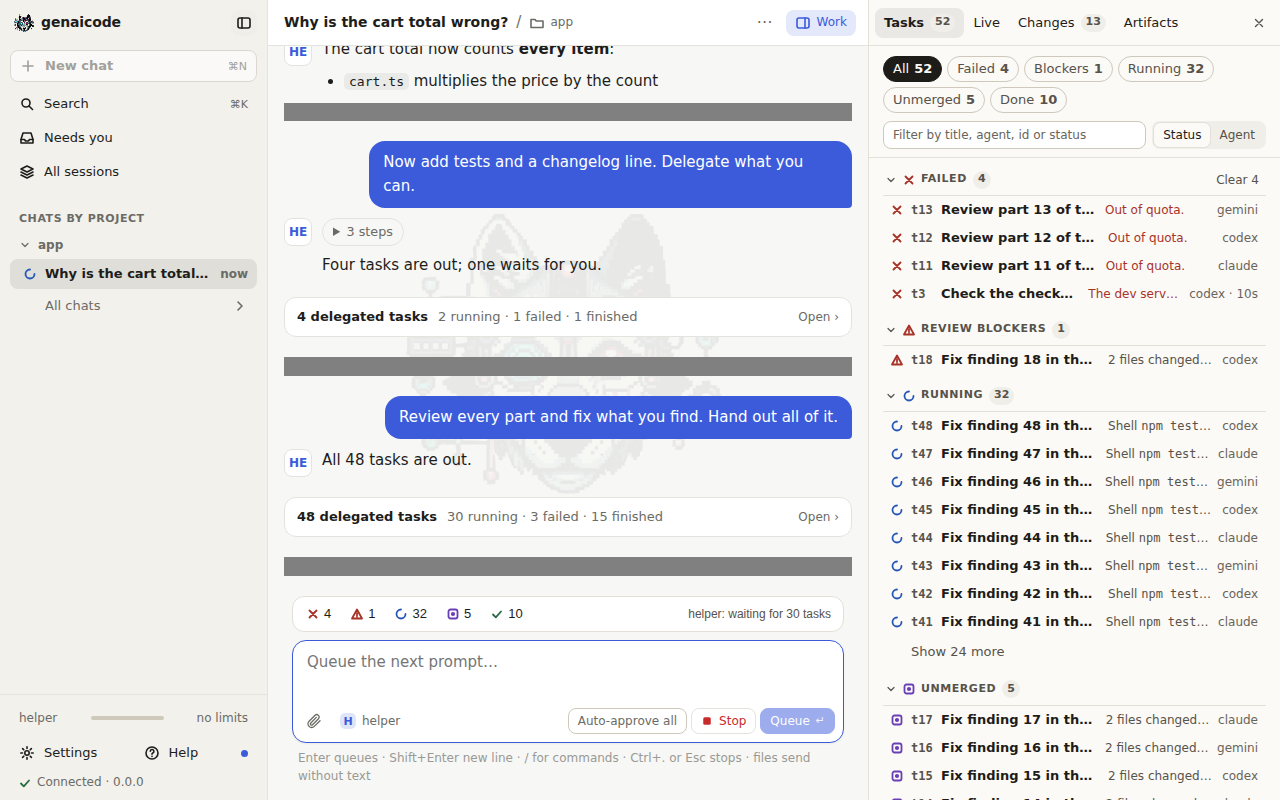 genaicode
New chat ⌘N
Search ⌘K
Needs you
All sessions
CHATS BY PROJECT
app
Why is the cart total... now
All chats
helper no limits
Settings Help
Connected · 0.0.0
Why is the cart total wrong? / app ··· Work
HE The cart total now counts every item:
• cart.ts multiplies the price by the count
Now add tests and a changelog line. Delegate what you
can.
HE 3 steps
Four tasks are out; one waits for you.
4 delegated tasks 2 running · 1 failed · 1 finished Open ›
Review every part and fix what you find. Hand out all of it.
HE All 48 tasks are out.
48 delegated tasks 30 running · 3 failed · 15 finished Open ›
4 1 32 5 10 helper: waiting for 30 tasks
Queue the next prompt...
H helper Auto-approve all Stop Queue ↵
Enter queues · Shift+Enter new line · / for commands · Ctrl+. or Esc stops · files send
without text
Tasks 52 Live Changes 13 Artifacts
All 52 Failed 4 Blockers 1 Running 32
Unmerged 5 Done 10
Filter by title, agent, id or status Status Agent
FAILED 4 Clear 4
t13 Review part 13 of t... Out of quota. gemini
t12 Review part 12 of t... Out of quota. codex
t11 Review part 11 of t... Out of quota. claude
t3 Check the check... The dev serv... codex · 10s
REVIEW BLOCKERS 1
t18 Fix finding 18 in th... 2 files changed... codex
RUNNING 32
t48 Fix finding 48 in th... Shell npm test... codex
t47 Fix finding 47 in th... Shell npm test... claude
t46 Fix finding 46 in th... Shell npm test... gemini
t45 Fix finding 45 in th... Shell npm test... codex
t44 Fix finding 44 in th... Shell npm test... claude
t43 Fix finding 43 in th... Shell npm test... gemini
t42 Fix finding 42 in th... Shell npm test... codex
t41 Fix finding 41 in th... Shell npm test... claude
Show 24 more
UNMERGED 5
t17 Fix finding 17 in th... 2 files changed... claude
t16 Fix finding 16 in th... 2 files changed... gemini
t15 Fix finding 15 in th... 2 files changed... codex